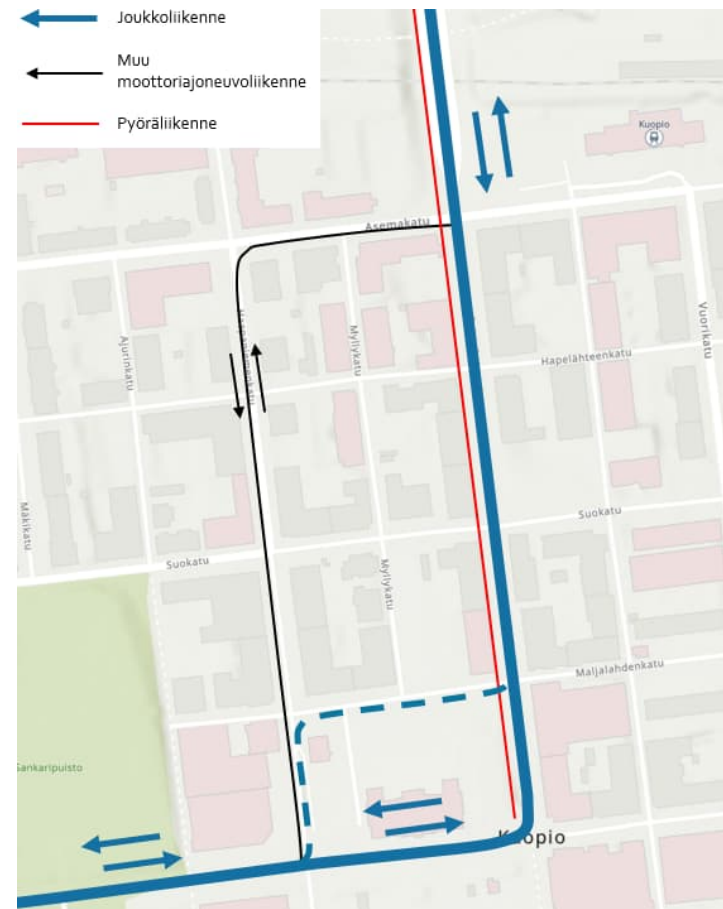 Joukkoliikenne
Muu
moottoriajoneuvoliikenne
Pyöräliikenne
Kuopio
Asemakatu
Vuorikatu
Ajurinkatu
Myllykatu
Hapelähteenkatu
Mäkikatu
Suokatu
Suokatu
Myllykatu
Maljalahdenkatu
Sankaripuisto
Kuopio